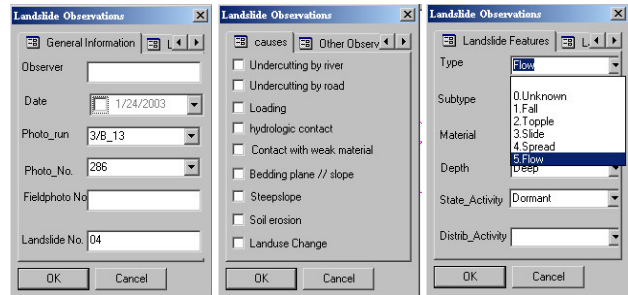 Landslide Observations
General Information
L
Observer
Date
1/24/2003
Photo_run
3/B_13
Photo_No.
286
Fieldphoto No
Landslide No.
04
OK
Cancel
Landslide Observations
causes
Other Observ
Undercutting by river
Undercutting by road
Loading
hydrologic contact
Contact with weak material
Bedding plane // slope
Steepslope
Soil erosion
Landuse Change
OK
Cancel
Landslide Observations
Landslide Features
L
Type
Flow
0.Unknown
1.Fall
2.Topple
3.Slide
4.Spread
5.Flow
Subtype
Material
Depth
Deep
State_Activity
Dormant
Distrib_Activity
OK
Cancel